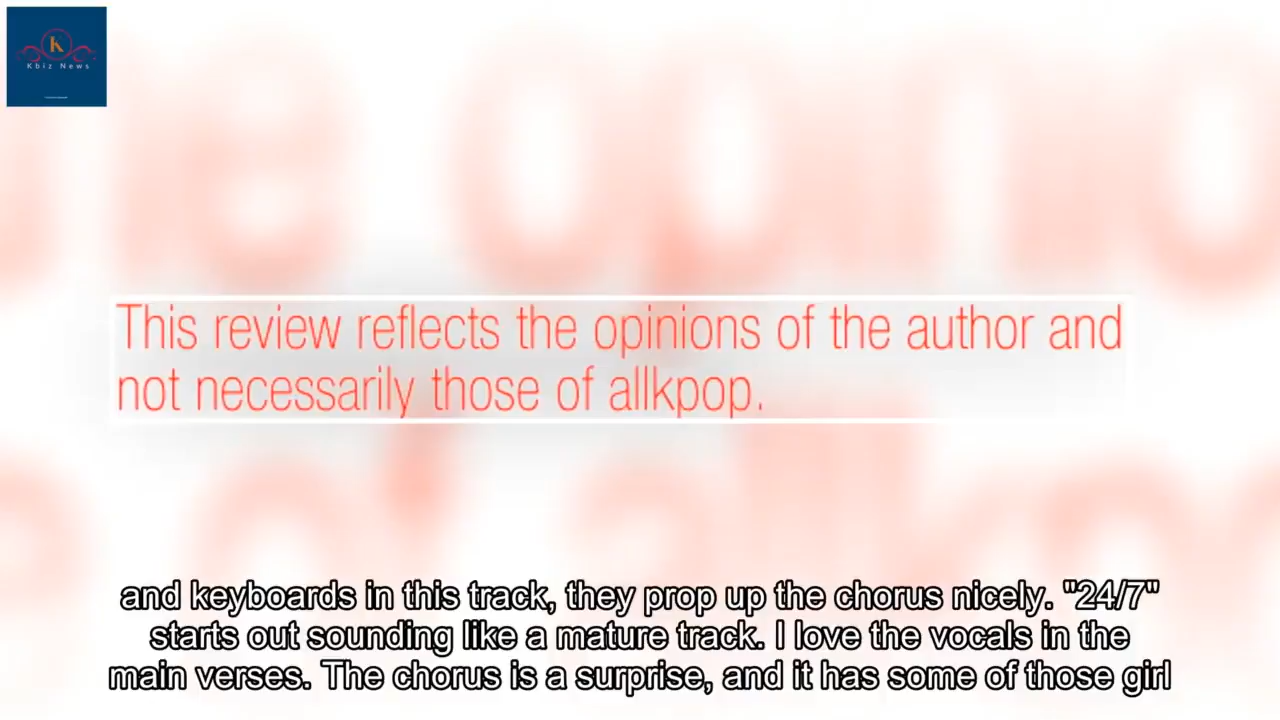 K
Kbiz News
This review reflects the opinions of the author and
not necessarily those of allkpop.
and keyboards in this track, they prop up the chorus nicely. "24/7"
starts out sounding like a mature track. I love the vocals in the
main verses. The chorus is a surprise, and it has some of those girl